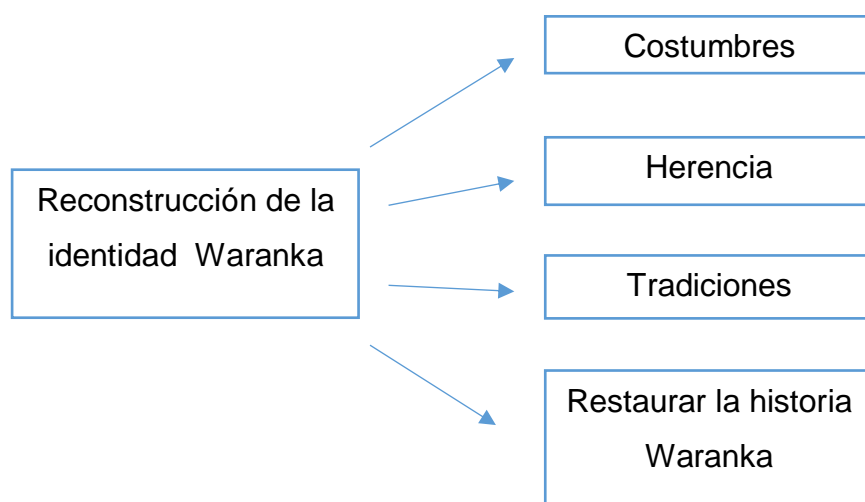 Reconstrucción de la
identidad Waranka
Costumbres
Herencia
Tradiciones
Restaurar la historia
Waranka